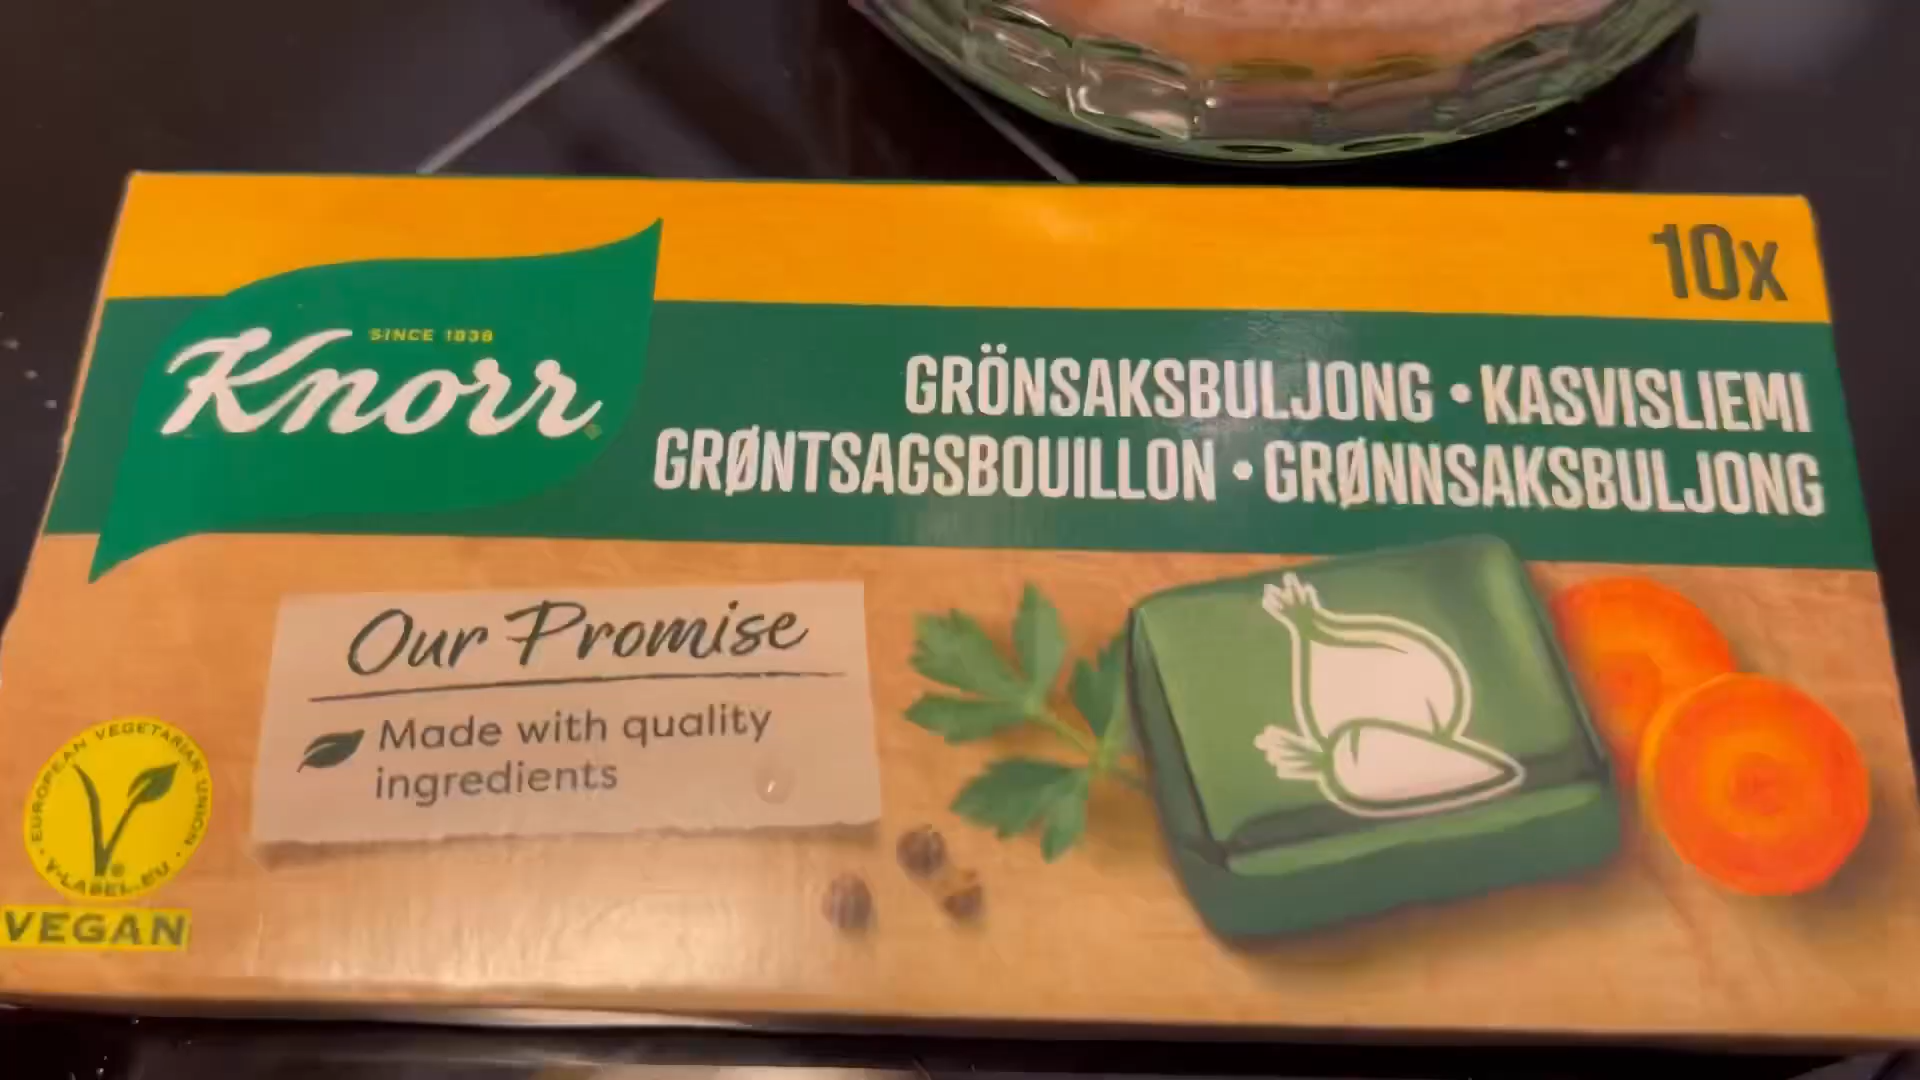 10x
SINCE 1838
Knorr
GRÖNSAKSBULJONG • KASVISLIEMI
GRØNTSAGSBOUILLON • GRØNNSAKSBULJONG
Our Promise
Made with quality
ingredients
EUROPEAN VEGETARIAN UNION
V-LABEL.EU
VEGAN